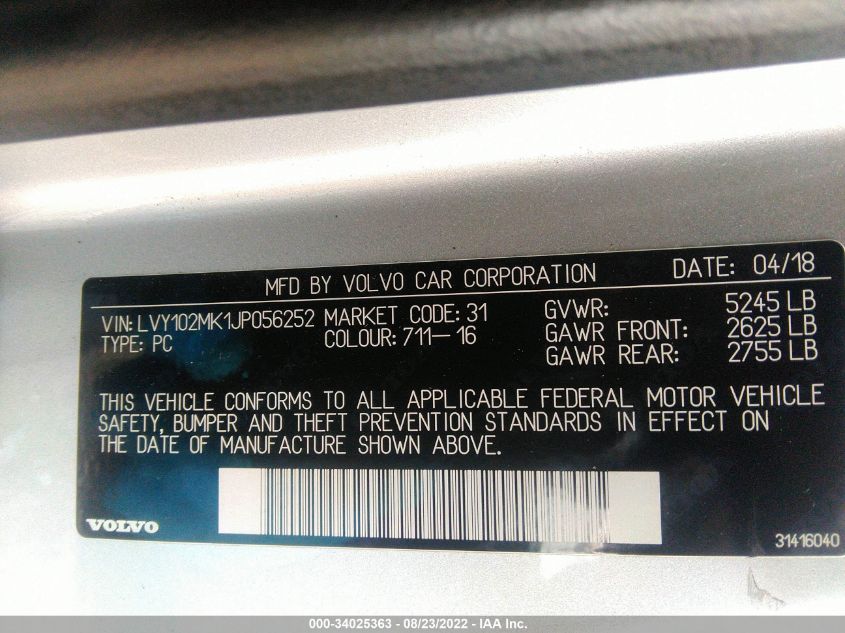 MFD BY VOLVO CAR CORPORATION DATE: 04/18
VIN: LVY102MK1JP056252 MARKET CODE: 31 GVWR: 5245 LB
TYPE: PC COLOUR: 711-16 GAWR FRONT: 2625 LB
GAWR REAR: 2755 LB
THIS VEHICLE CONFORMS TO ALL APPLICABLE FEDERAL MOTOR VEHICLE
SAFETY, BUMPER AND THEFT PREVENTION STANDARDS IN EFFECT ON
THE DATE OF MANUFACTURE SHOWN ABOVE.
VOLVO
31416040
000-34025363 - 08/23/2022 - IAA Inc.